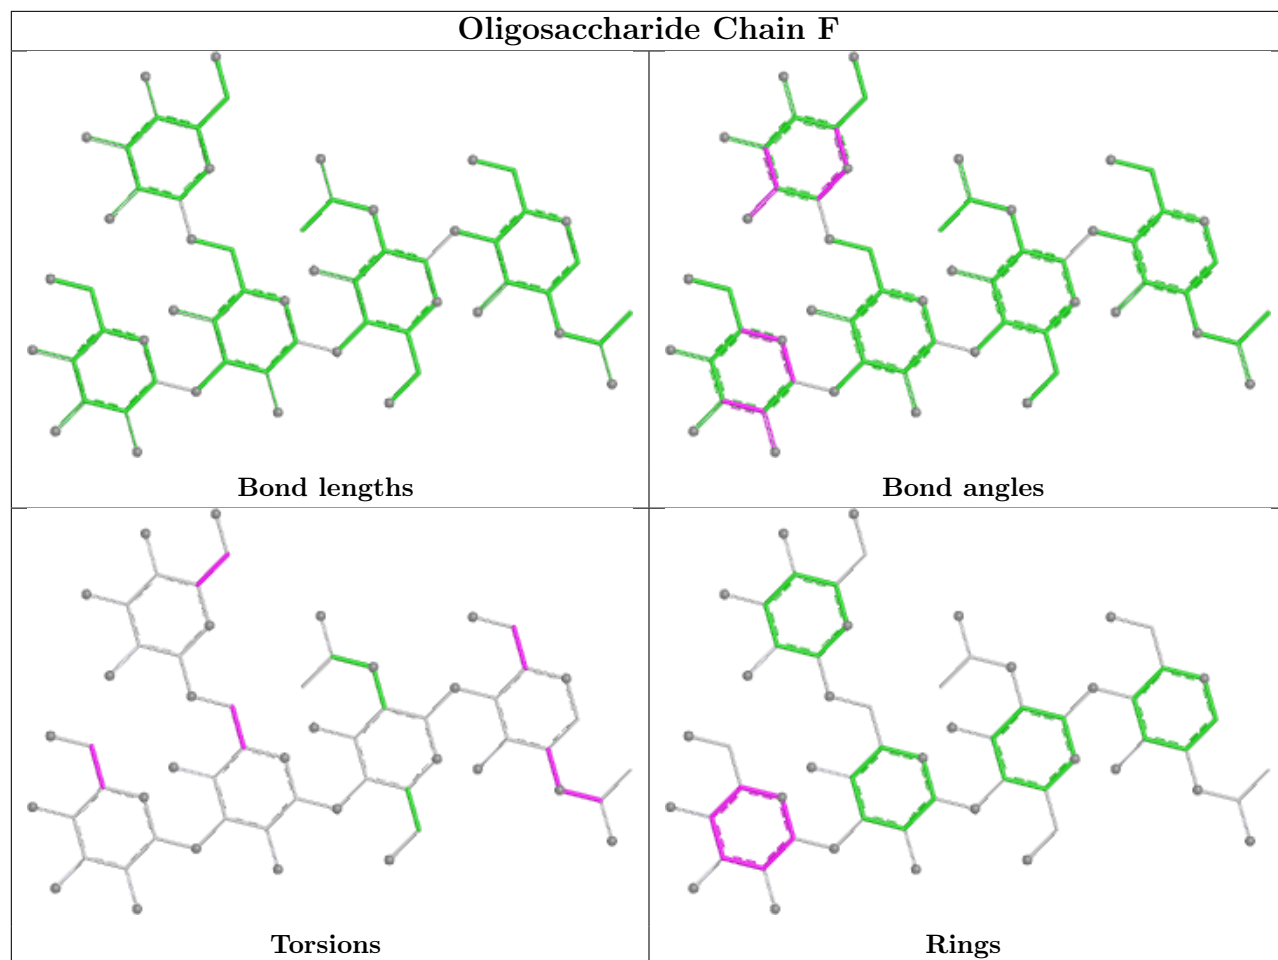 Oligosaccharide Chain F
Bond lengths
Bond angles
Torsions
Rings